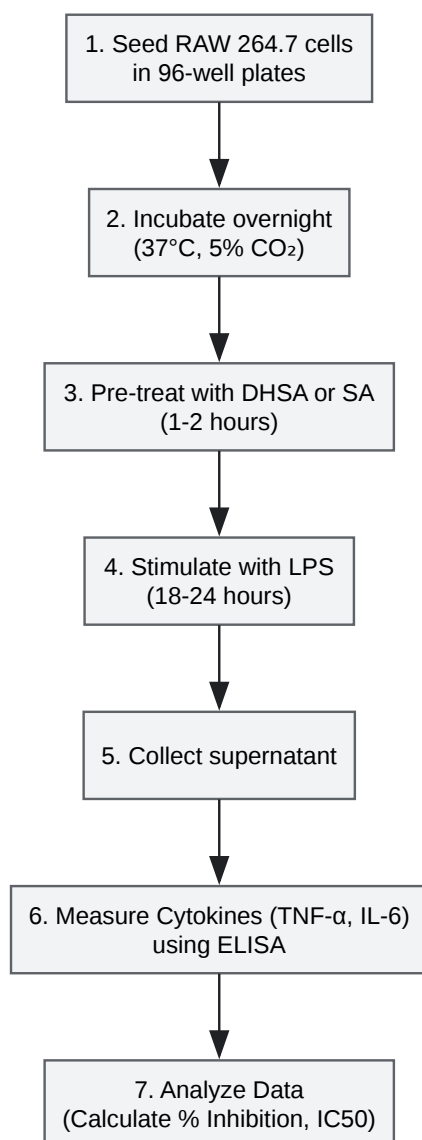 1. Seed RAW 264.7 cells
in 96-well plates
2. Incubate overnight
(37°C, 5% CO₂)
3. Pre-treat with DHSA or SA
(1-2 hours)
4. Stimulate with LPS
(18-24 hours)
5. Collect supernatant
6. Measure Cytokines (TNF-α, IL-6)
using ELISA
7. Analyze Data
(Calculate % Inhibition, IC50)